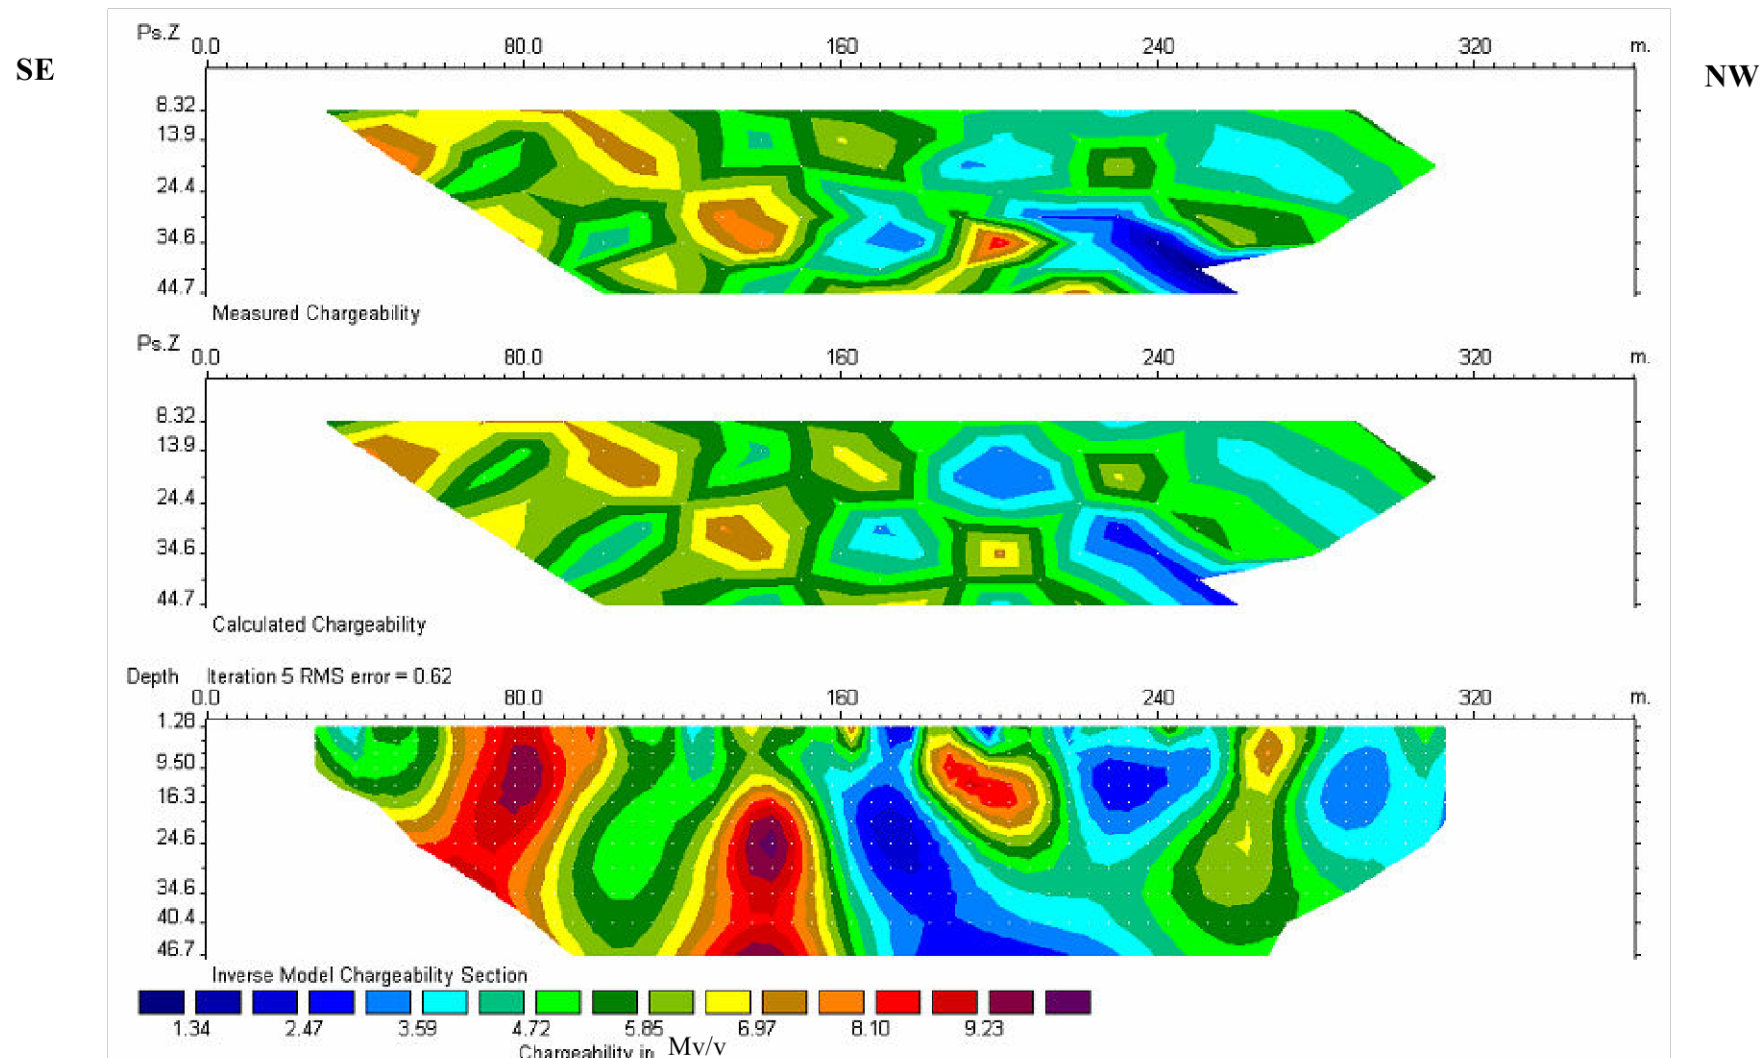 Ps.Z 0.0 80.0 160 240 320 m.
SE NW
8.32
13.9
24.4
34.6
44.7
Measured Chargeability
Ps.Z 0.0 80.0 160 240 320 m.
8.32
13.9
24.4
34.6
44.7
Calculated Chargeability
Depth Iteration 5 RMS error = 0.62
0.0 80.0 160 240 320 m.
1.28
9.50
16.3
24.6
34.6
40.4
46.7
Inverse Model Chargeability Section
1.34 2.47 3.59 4.72 5.85 6.97 8.10 9.23
Chargeability in Mv/v